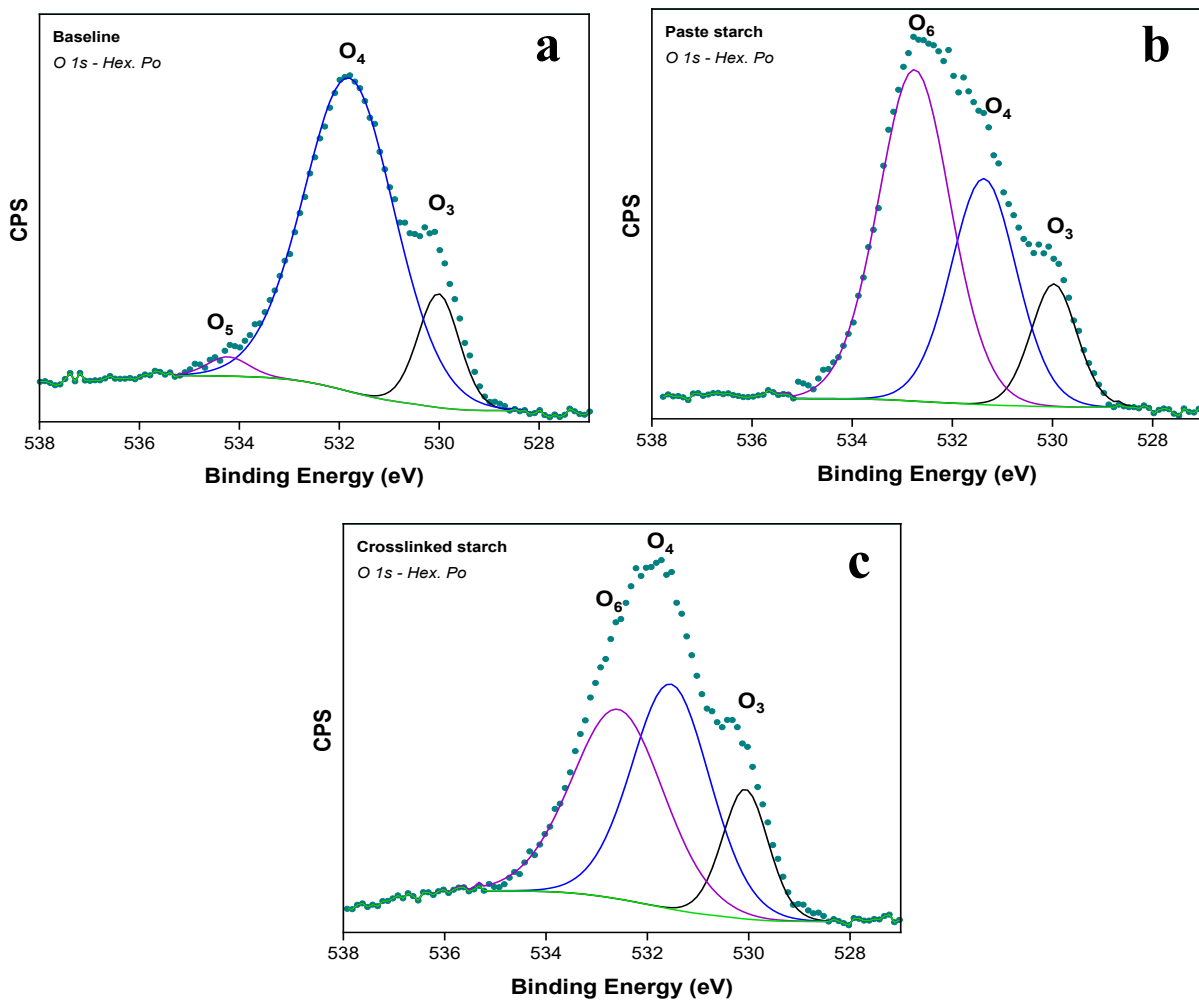 Baseline
O 1s - Hex. Po
a
O4
O3
O5
CPS
538 536 534 532 530 528
Binding Energy (eV)
Paste starch
O 1s - Hex. Po
b
O6
O4
O3
CPS
538 536 534 532 530 528
Binding Energy (eV)
Crosslinked starch
O 1s - Hex. Po
c
O4
O6
O3
CPS
538 536 534 532 530 528
Binding Energy (eV)